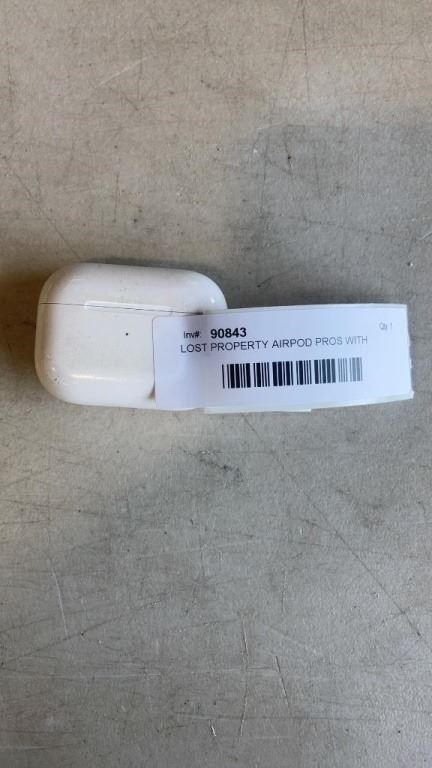 Inv#: 90843 Qty 1
LOST PROPERTY AIRPOD PROS WITH